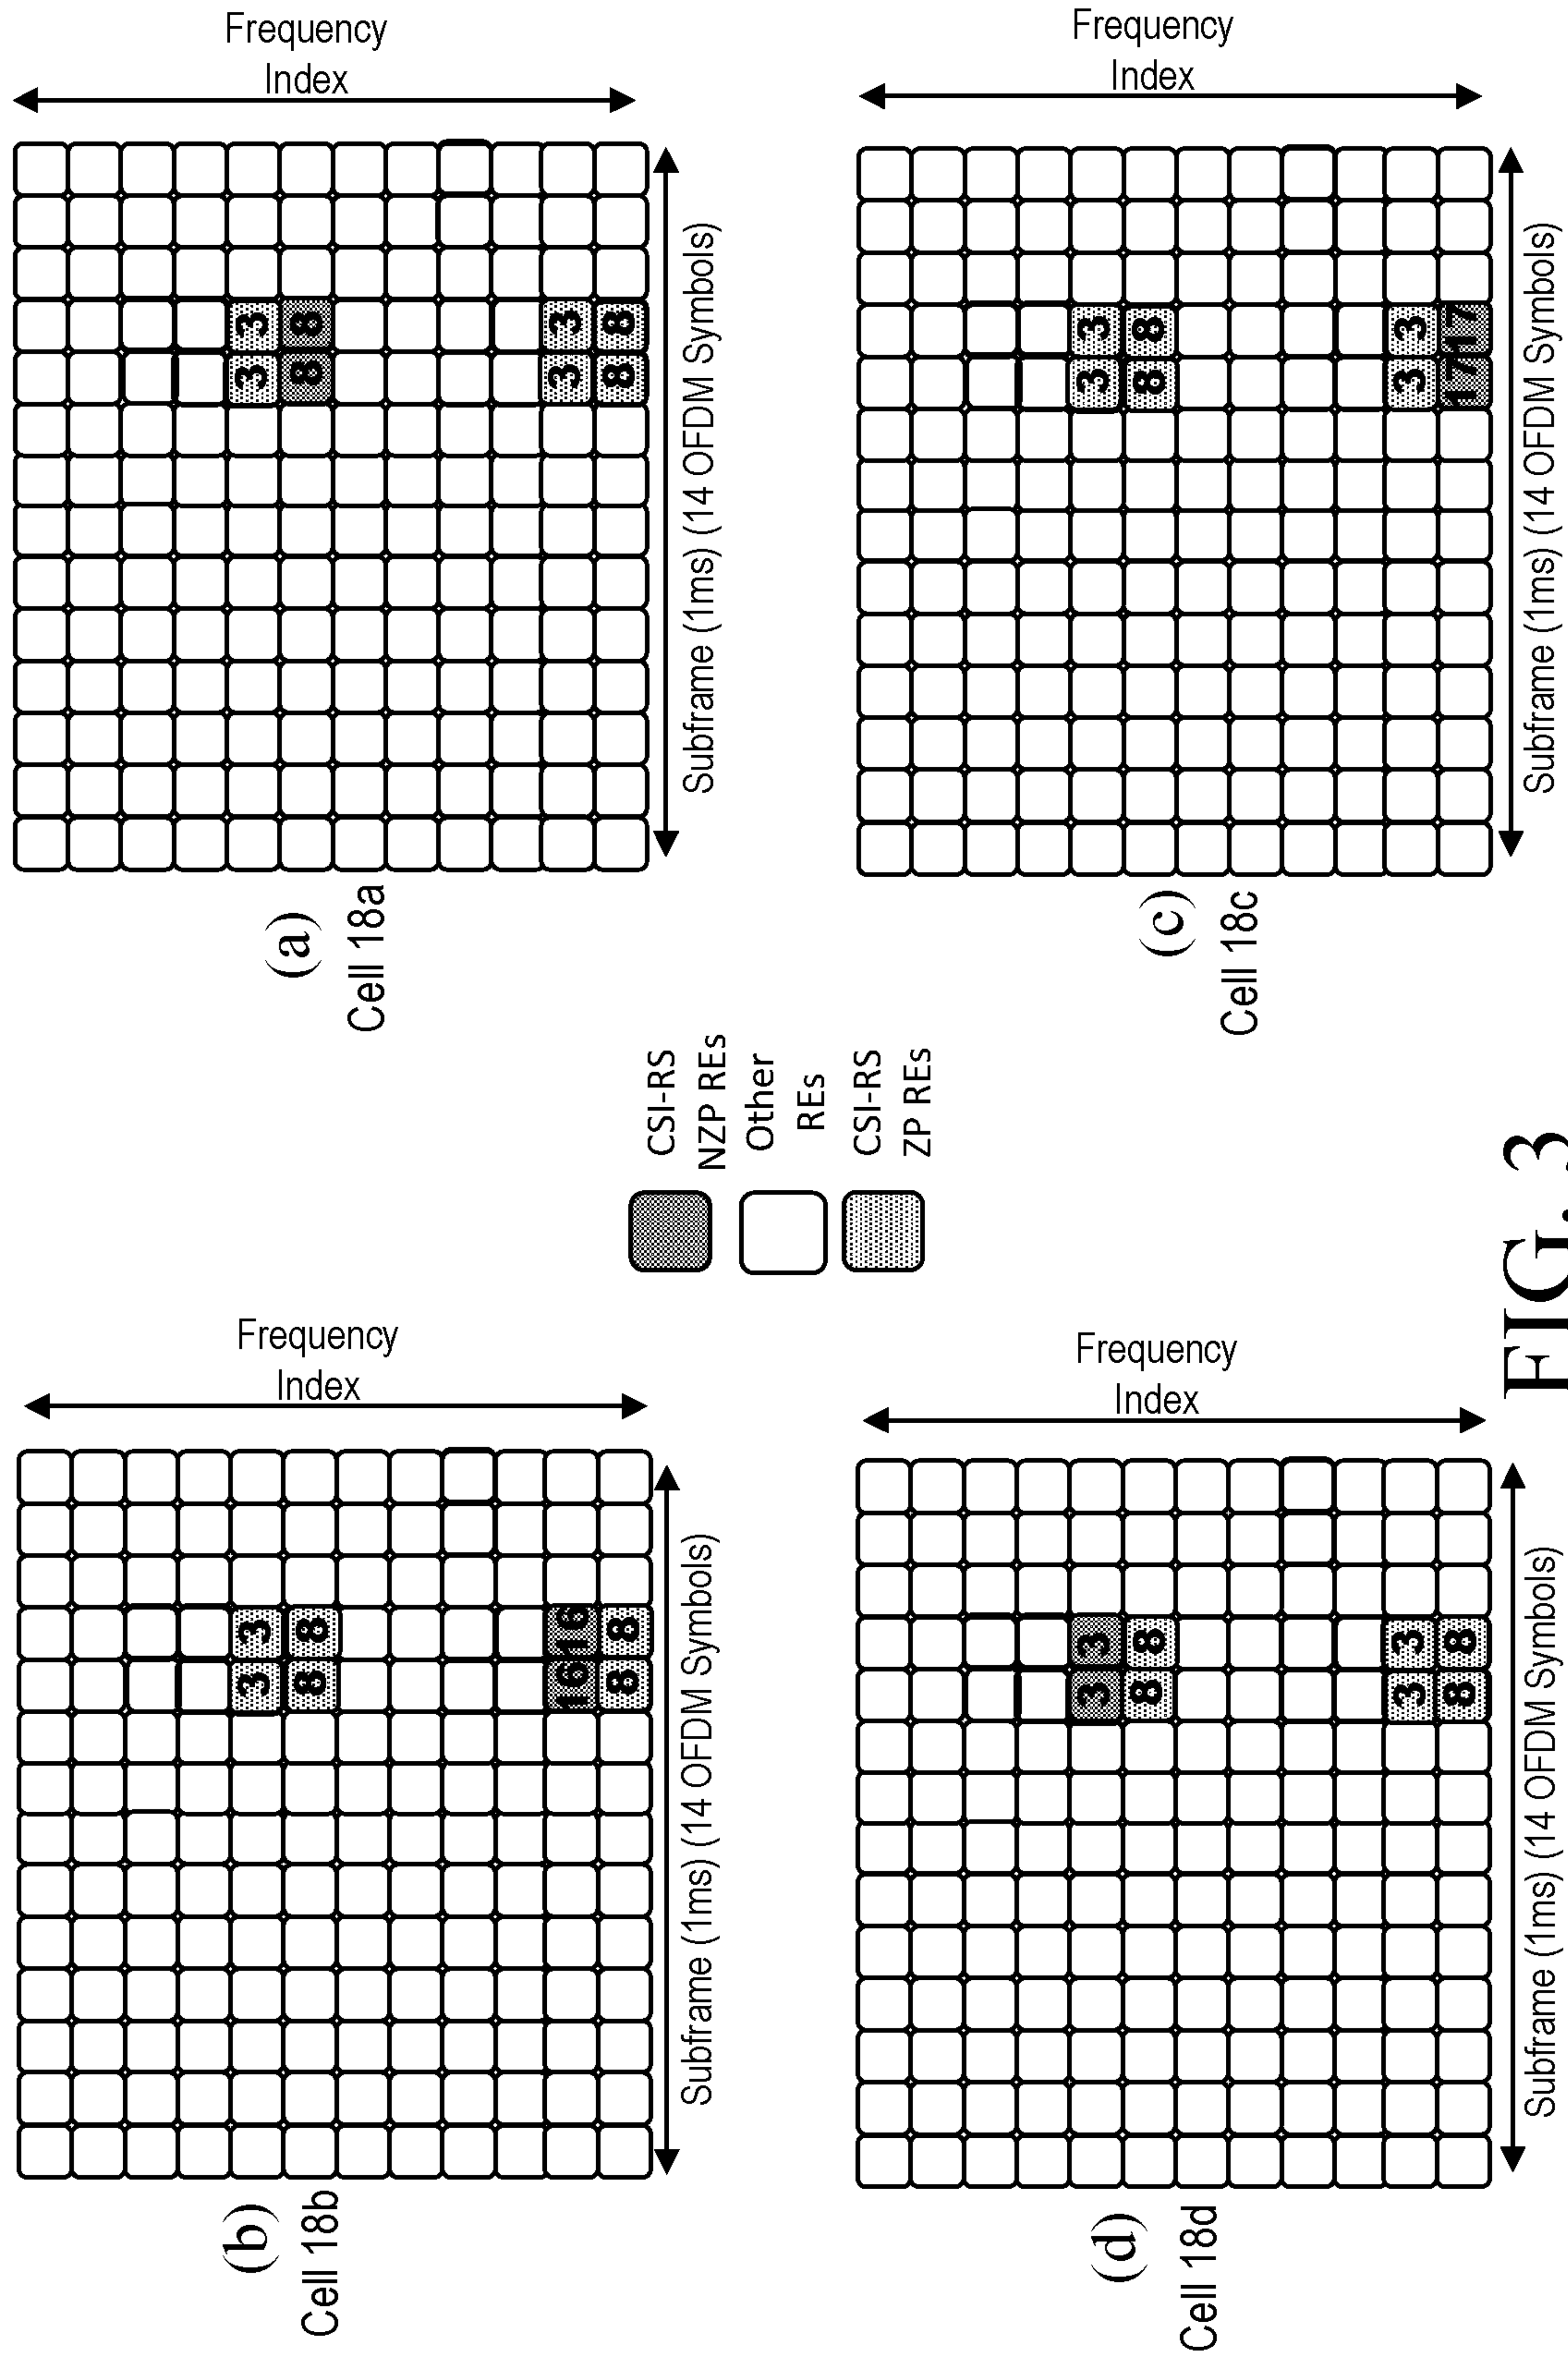 Frequency
Index
3 3
8 8
3 3
8 8
Subframe (1ms) (14 OFDM Symbols)
(a)
Cell 18a
Frequency
Index
3 3
8 8
16 16
8 8
Subframe (1ms) (14 OFDM Symbols)
(b)
Cell 18b
CSI-RS
NZP REs
Other
REs
CSI-RS
ZP REs
Frequency
Index
3 3
8 8
3 3
17 17
Subframe (1ms) (14 OFDM Symbols)
(c)
Cell 18c
Frequency
Index
3 3
8 8
3 3
8 8
Subframe (1ms) (14 OFDM Symbols)
(d)
Cell 18d
FIG. 3